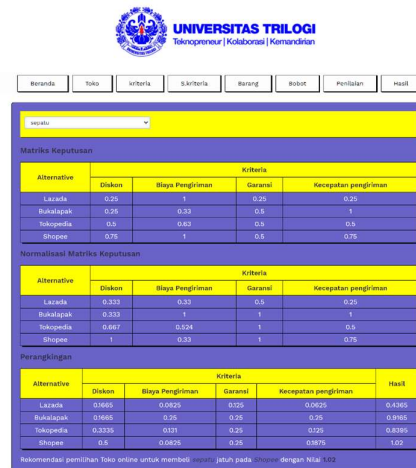 UNIVERSITAS TRILOGI
Teknopreneur | Kolaborasi | Kemandirian
Beranda Toko kriteria S.kriteria Barang Bobot Penilaian Hasil
sepatu
Matriks Keputusan
Alternative Kriteria
Diskon Biaya Pengiriman Garansi Kecepatan pengiriman
Lazada 0.25 1 0.25 0.25
Bukalapak 0.25 0.33 0.5 1
Tokopedia 0.5 0.63 0.5 0.5
Shopee 0.75 1 0.5 0.75
Normalisasi Matriks Keputusan
Alternative Kriteria
Diskon Biaya Pengiriman Garansi Kecepatan pengiriman
Lazada 0.333 0.33 0.5 0.25
Bukalapak 0.333 1 1 1
Tokopedia 0.667 0.524 1 0.5
Shopee 1 0.33 1 0.75
Perangkingan
Alternative Kriteria Hasil
Diskon Biaya Pengiriman Garansi Kecepatan pengiriman
Lazada 0.1665 0.0825 0.125 0.0625 0.4365
Bukalapak 0.1665 0.25 0.25 0.25 0.9165
Tokopedia 0.3335 0.131 0.25 0.125 0.8395
Shopee 0.5 0.0825 0.25 0.1875 1.02
Rekomendasi pemilihan Toko online untuk membeli sepatu jatuh pada Shopee dengan Nilai 1.02